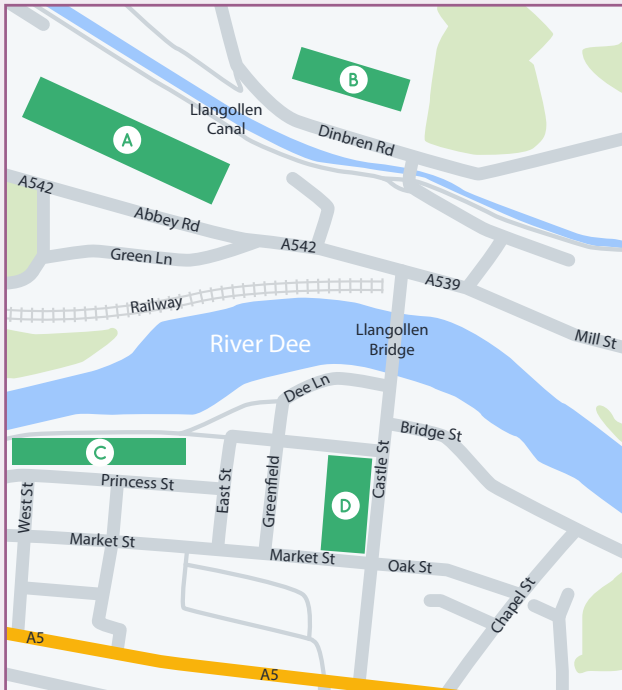 B
Llangollen
Canal
A
Dinbren Rd
A542
Abbey Rd
A542
Green Ln
A539
Railway
River Dee
Llangollen
Bridge
Mill St
Dee Ln
Bridge St
C
Castle St
Princess St
East St
Greenfield
West St
D
Market St
Market St
Oak St
Chapel St
A5
A5